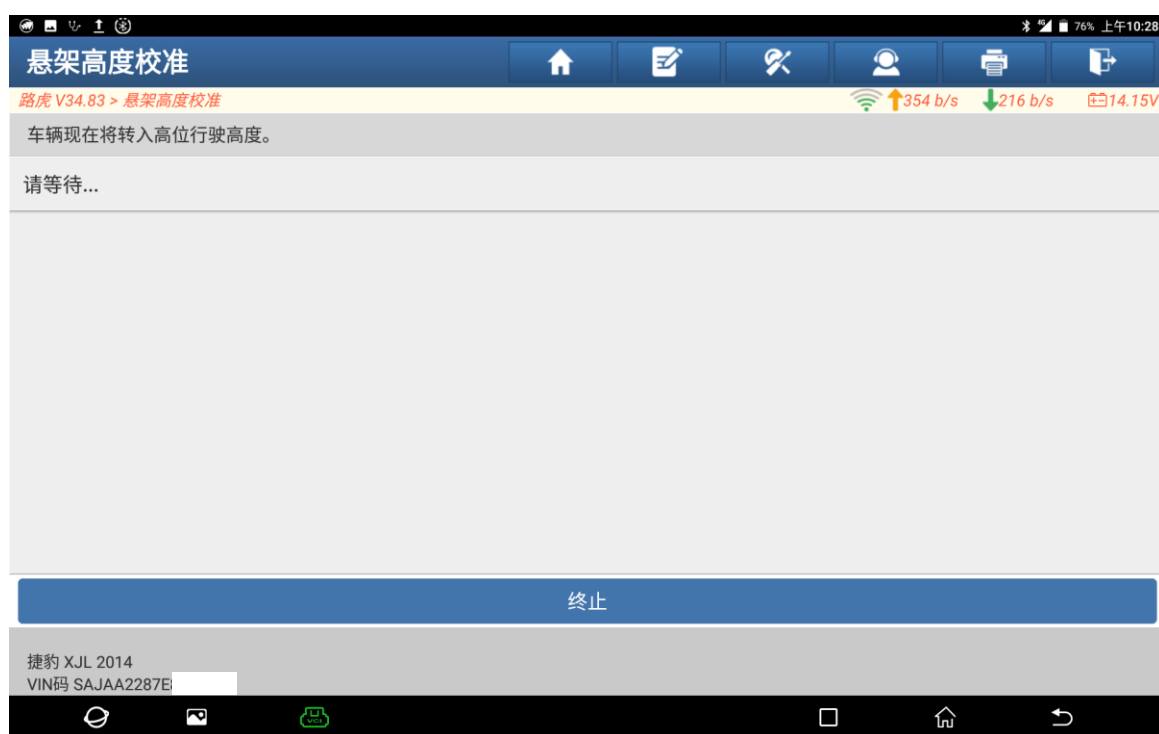 4G 76% 上午10:28
悬架高度校准
路虎 V34.83 > 悬架高度校准 354 b/s 216 b/s 14.15V
车辆现在将转入高位行驶高度。
请等待...
终止
捷豹 XJL 2014
VIN码 SAJAA2287E
VCI